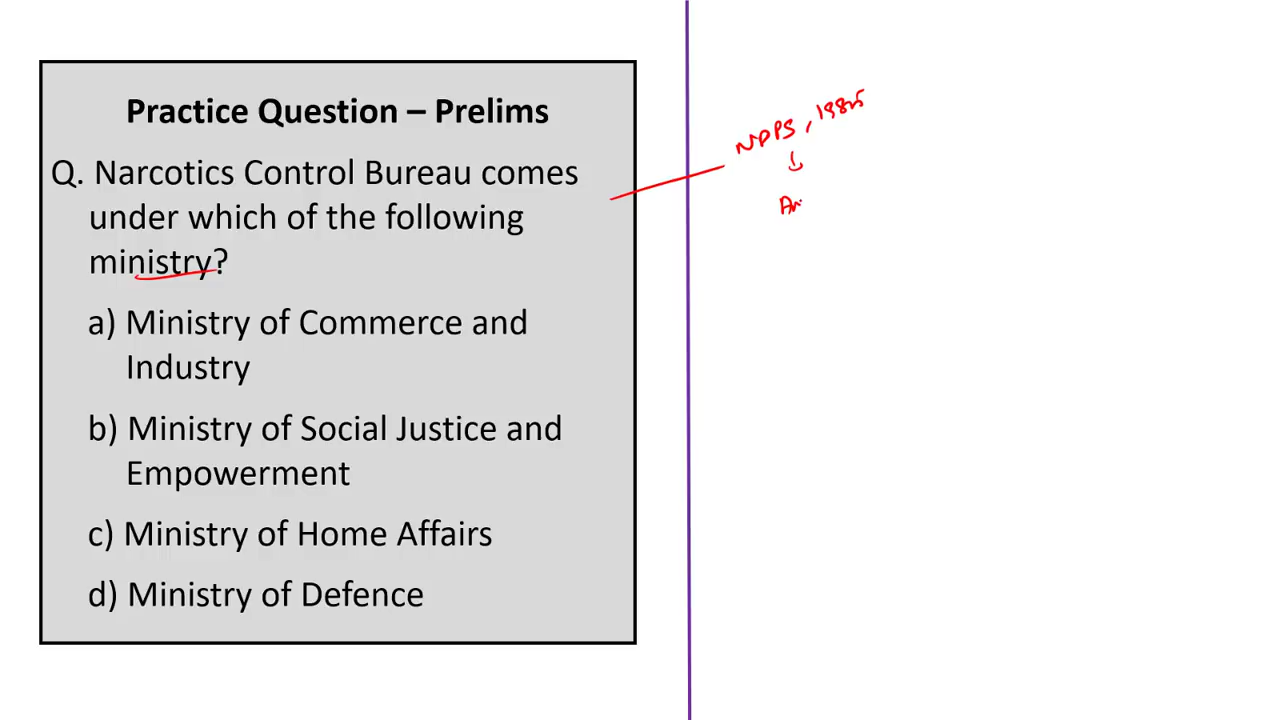 Practice Question – Prelims
Q. Narcotics Control Bureau comes
under which of the following
ministry?
a) Ministry of Commerce and
Industry
b) Ministry of Social Justice and
Empowerment
c) Ministry of Home Affairs
d) Ministry of Defence
NDPS, 1985